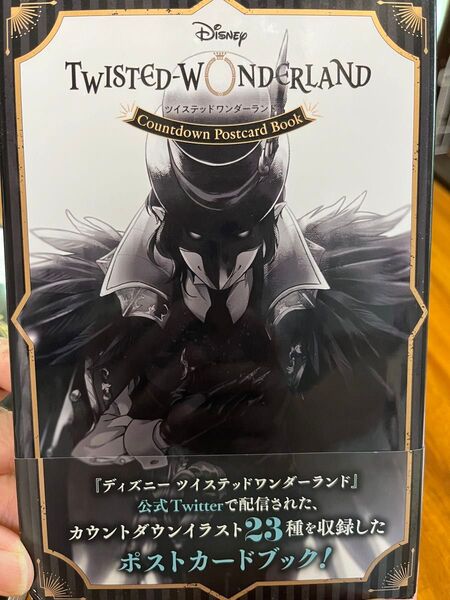 Disney
TWISTED-WONDERLAND
ツイステッドワンダーランド
Countdown Postcard Book
『ディズニー ツイステッドワンダーランド』
公式Twitterで配信された、
カウントダウンイラスト23種を収録した
ポストカードブック!